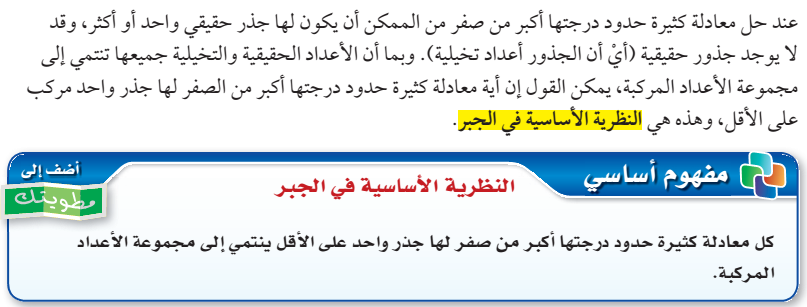 عند حل معادلة كثيرة حدود درجتها أكبر من صفر من الممكن أن يكون لها جذر حقيقي واحد أو أكثر، وقد
لا يوجد جذور حقيقية (أيْ أن الجذور أعداد تخيلية). وبما أن الأعداد الحقيقية والتخيلية جميعها تنتمي إلى
مجموعة الأعداد المركبة، يمكن القول إن أية معادلة كثيرة حدود درجتها أكبر من الصفر لها جذر واحد مركب
على الأقل، وهذه هي النظرية الأساسية في الجبر.
مفهوم أساسي
النظرية الأساسية في الجبر
أضف إلى
مطويتك
كل معادلة كثيرة حدود درجتها أكبر من صفر لها جذر واحد على الأقل ينتمي إلى مجموعة الأعداد
المركبة.